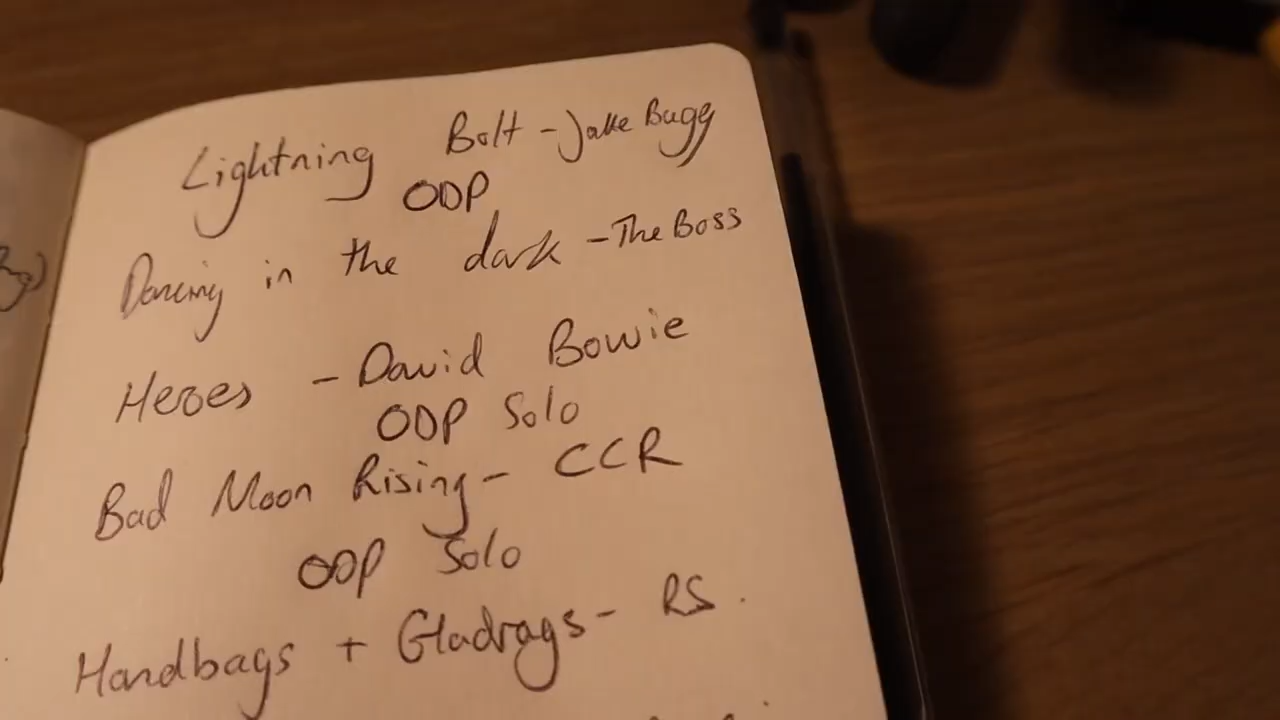 Lightning Bolt - Jake Bugg
ODP
Dancing in the dark - The Boss
Heroes - David Bowie
ODP Solo
Bad Moon Rising - CCR
ODP Solo
Handbags + Gladrags - RS.